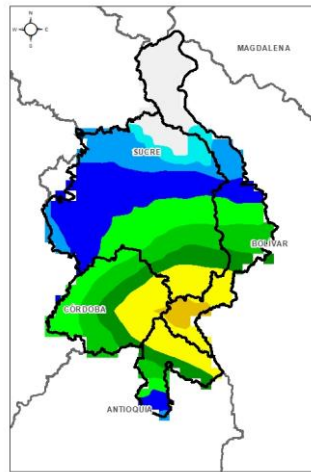 N
W E
S
MAGDALENA
SUCRE
BOLIVAR
CÓRDOBA
ANTIOQUIA